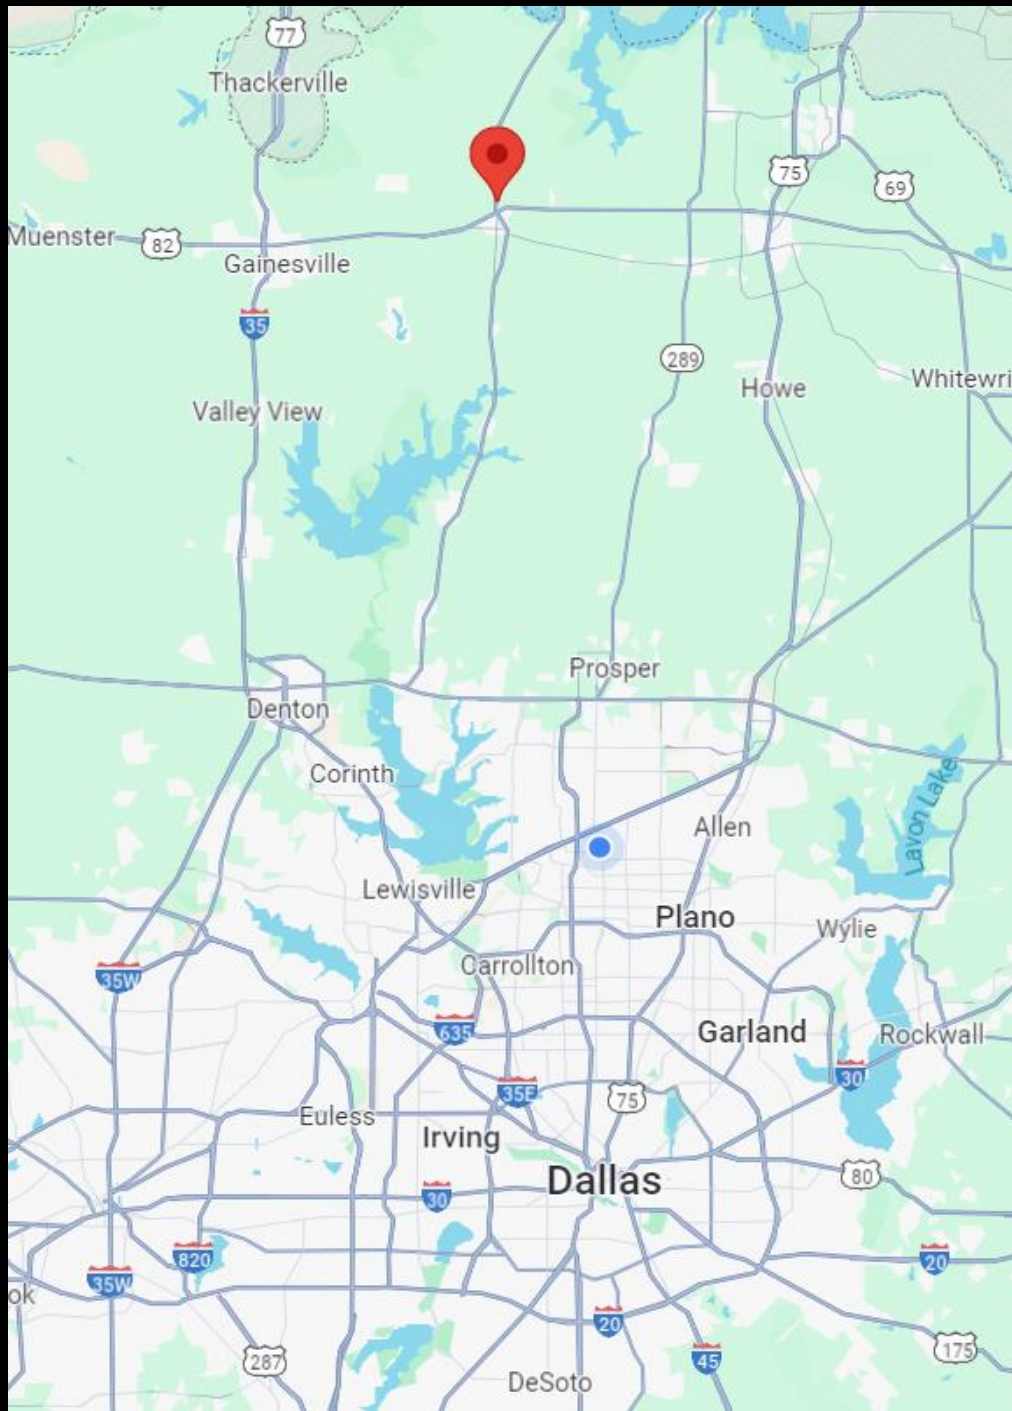 77
Thackerville
75
69
Muenster
82
Gainesville
35
289
Howe
Whitewri
Valley View
Prosper
Denton
Corinth
Lavon Lake
Allen
Lewisville
Plano
Wylie
Carrollton
35W
635
Garland
Rockwall
30
35E
75
Euless
Irving
Dallas
80
30
820
20
35W
ok
20
287
45
175
DeSoto